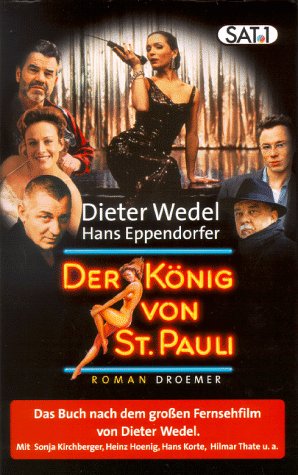 SAT.1
Dieter Wedel
Hans Eppendorfer
DER KÖNIG
VON
ST. PAULI
ROMAN DROEMER
Das Buch nach dem großen Fernsehfilm
von Dieter Wedel.
Mit Sonja Kirchberger, Heinz Hoenig, Hans Korte, Hilmar Thate u. a.